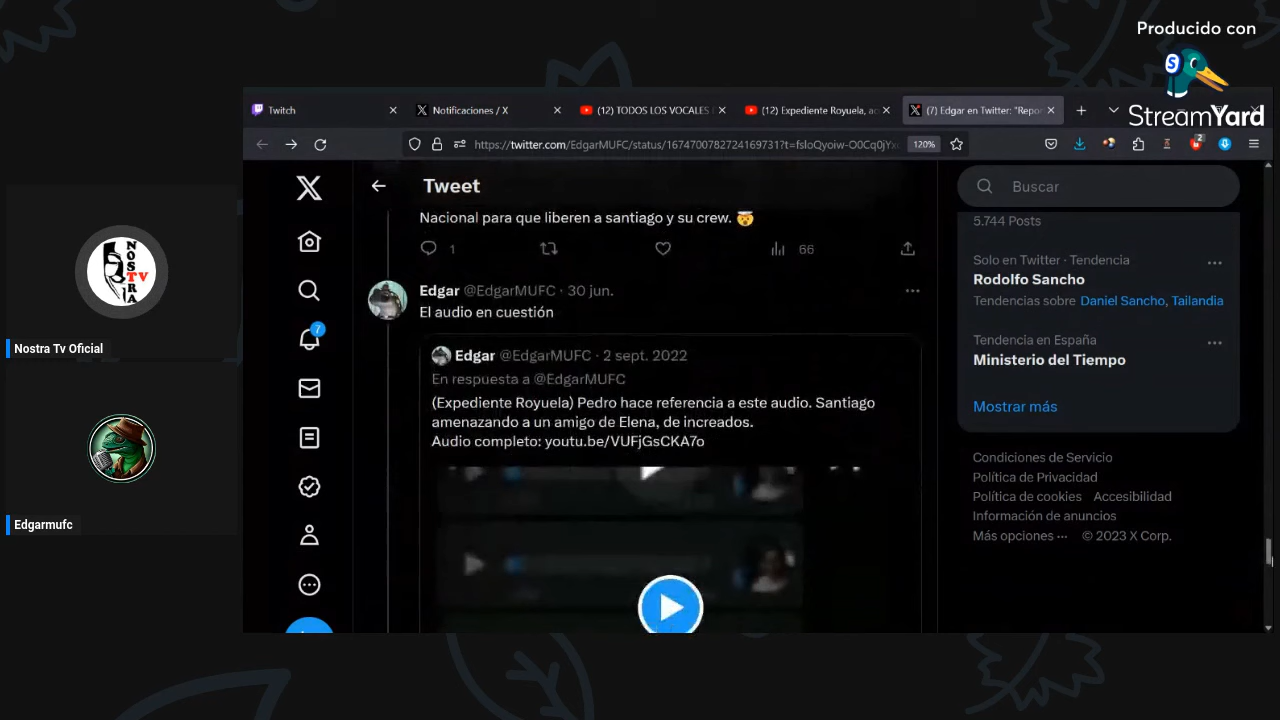 Producido con
StreamYard
Twitch
Notificaciones / X
(12) TODOS LOS VOCALES
(12) Expediente Royuela, a
(7) Edgar en Twitter: "Repo
https://twitter.com/EdgarMUFC/status/1674700782724169731?t=fsIoQyoiw-O0Cq0jY
120%
2
Tweet
Buscar
5.744 Posts
Nacional para que liberen a santiago y su crew. 🤯
1
66
Solo en Twitter · Tendencia
Rodolfo Sancho
Tendencias sobre Daniel Sancho, Tailandia
Edgar @EdgarMUFC · 30 jun.
El audio en cuestión
7
Tendencia en España
Ministerio del Tiempo
Edgar @EdgarMUFC · 2 sept. 2022
En respuesta a @EdgarMUFC
(Expediente Royuela) Pedro hace referencia a este audio. Santiago
amenazando a un amigo de Elena, de increados.
Audio completo: youtu.be/VUFjGsCKA7o
Mostrar más
Condiciones de Servicio
Política de Privacidad
Política de cookies Accesibilidad
Información de anuncios
Más opciones ··· © 2023 X Corp.
NOSTRA
TV
Nostra Tv Oficial
Edgarmufc